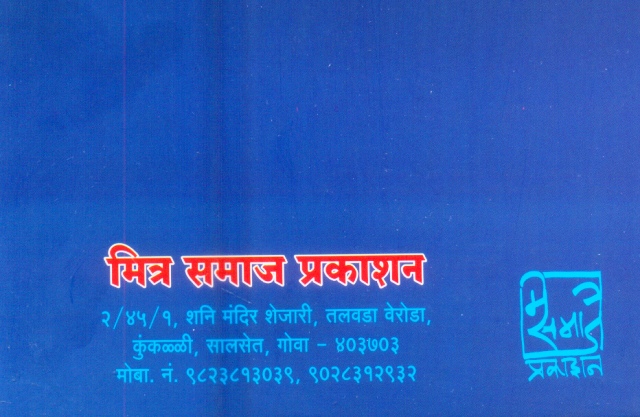 मित्र समाज प्रकाशन
२/४५/१, शनि मंदिर शेजारी, तलवडा वेरोडा,
कुंकळ्ळी, सालसेत, गोवा - ४०३७०३
मोबा. नं. ९८२३८१३०३९, ९०२८३१२९३२
मित्र
समाज
प्रकाशन